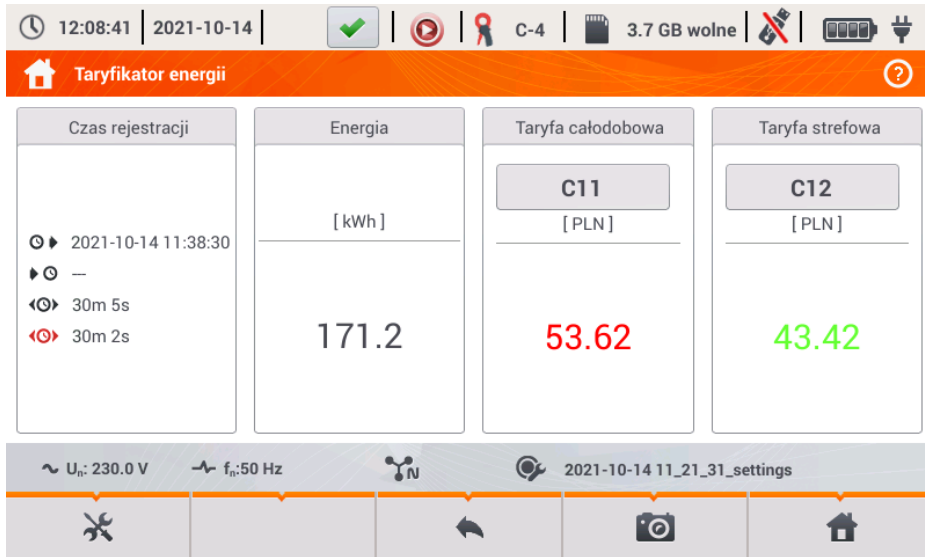 12:08:41 2021-10-14 C-4 3.7 GB wolne
Taryfikator energii ?
Czas rejestracji
2021-10-14 11:38:30
---
30m 5s
30m 2s
Energia
[ kWh ]
171.2
Taryfa całodobowa
C11
[ PLN ]
53.62
Taryfa strefowa
C12
[ PLN ]
43.42
Un: 230.0 V fn:50 Hz N 2021-10-14 11_21_31_settings